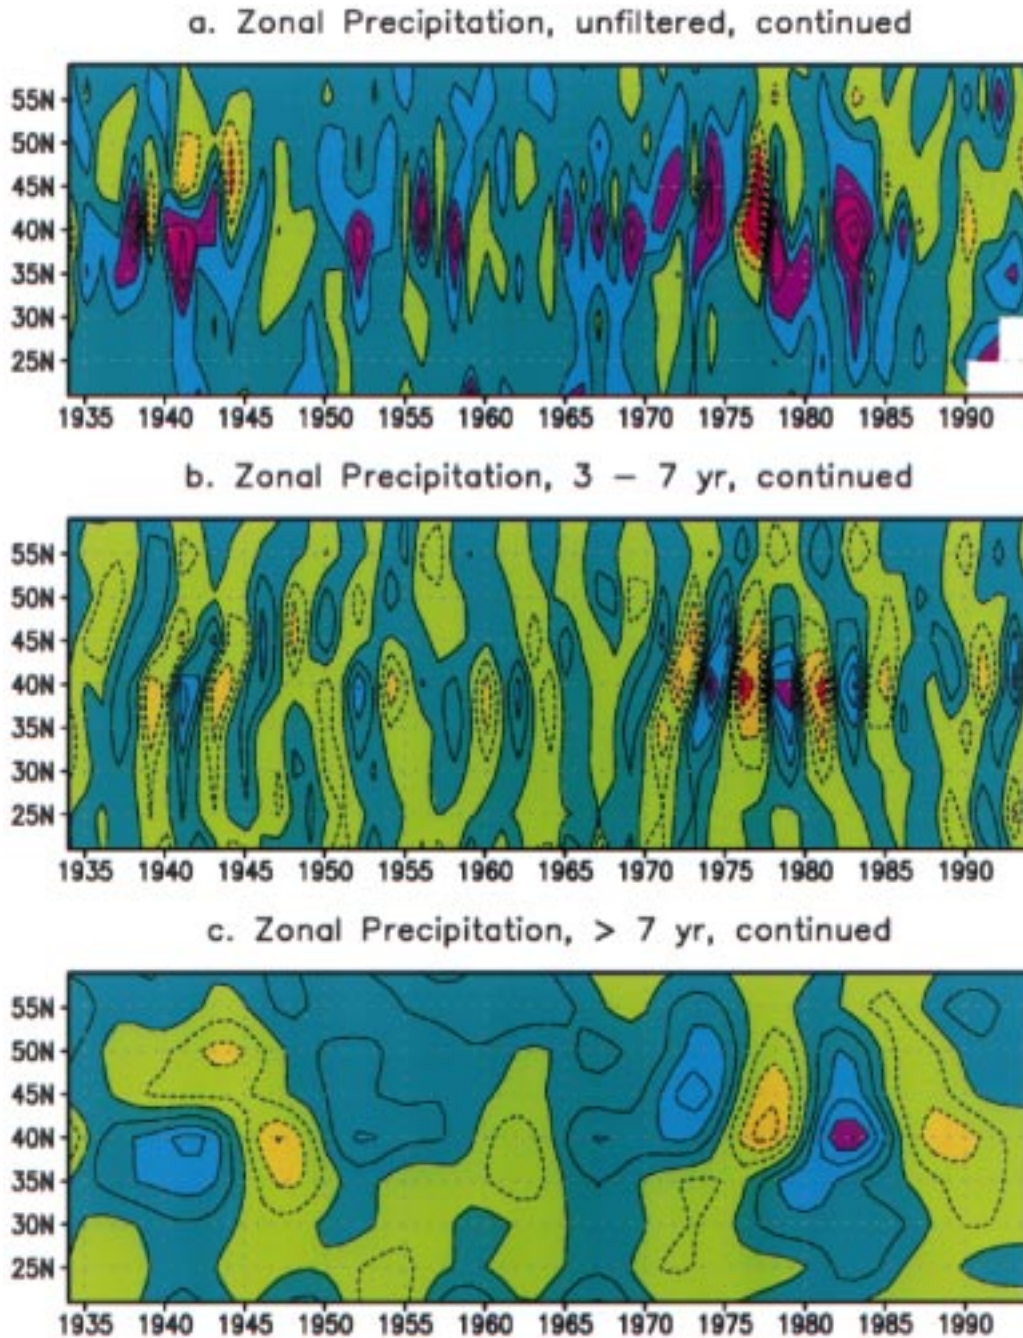 a. Zonal Precipitation, unfiltered, continued
55N
50N
45N
40N
35N
30N
25N
1935 1940 1945 1950 1955 1960 1965 1970 1975 1980 1985 1990
b. Zonal Precipitation, 3 – 7 yr, continued
55N
50N
45N
40N
35N
30N
25N
1935 1940 1945 1950 1955 1960 1965 1970 1975 1980 1985 1990
c. Zonal Precipitation, > 7 yr, continued
55N
50N
45N
40N
35N
30N
25N
1935 1940 1945 1950 1955 1960 1965 1970 1975 1980 1985 1990